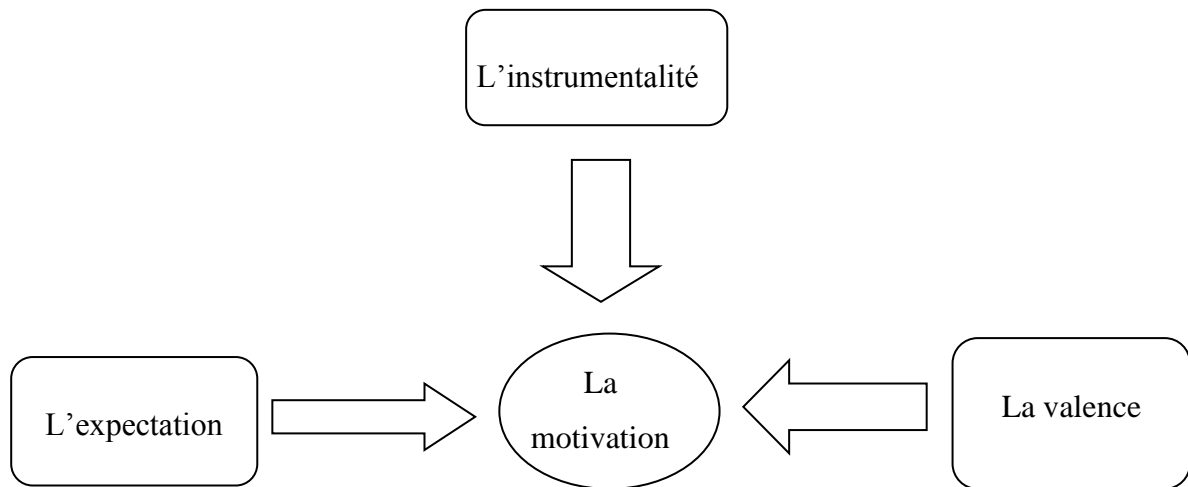 L’instrumentalité
L’expectation
La
motivation
La valence